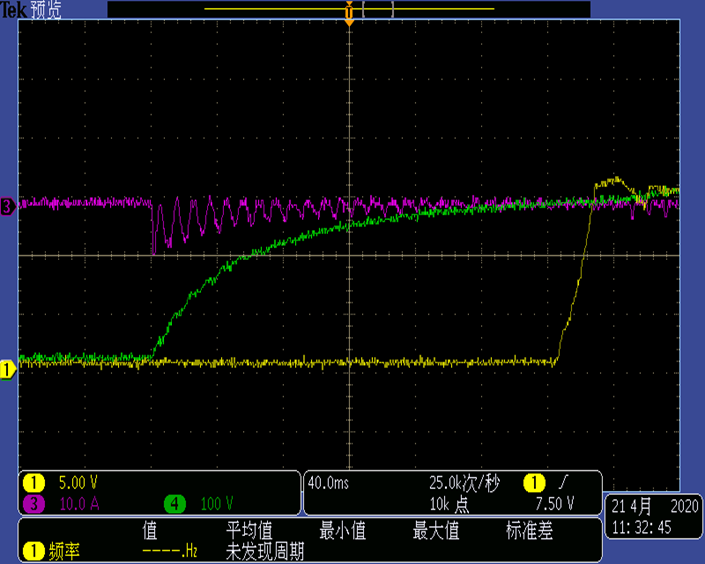 Tek 预览
3
1
1 5.00 V
3 10.0 A 4 100 V
40.0ms 25.0k次/秒 1
10k 点 7.50 V
值 平均值 最小值 最大值 标准差
1 频率 ----.Hz 未发现周期
21 4月 2020
11:32:45